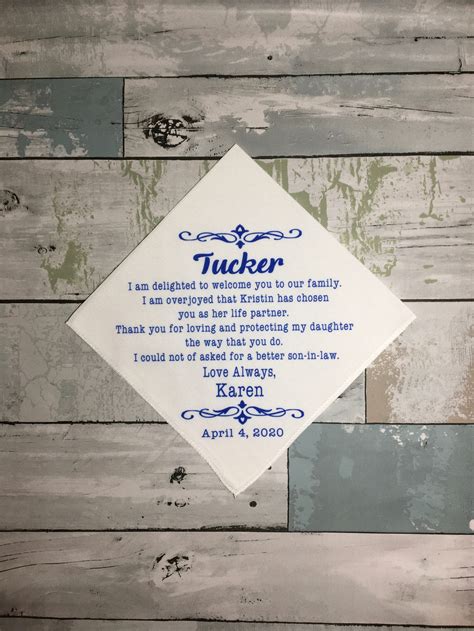 Tucker
I am delighted to welcome you to our family.
I am overjoyed that Kristin has chosen
you as her life partner.
Thank you for loving and protecting my daughter
the way that you do.
I could not of asked for a better son-in-law.
Love Always,
Karen
April 4, 2020